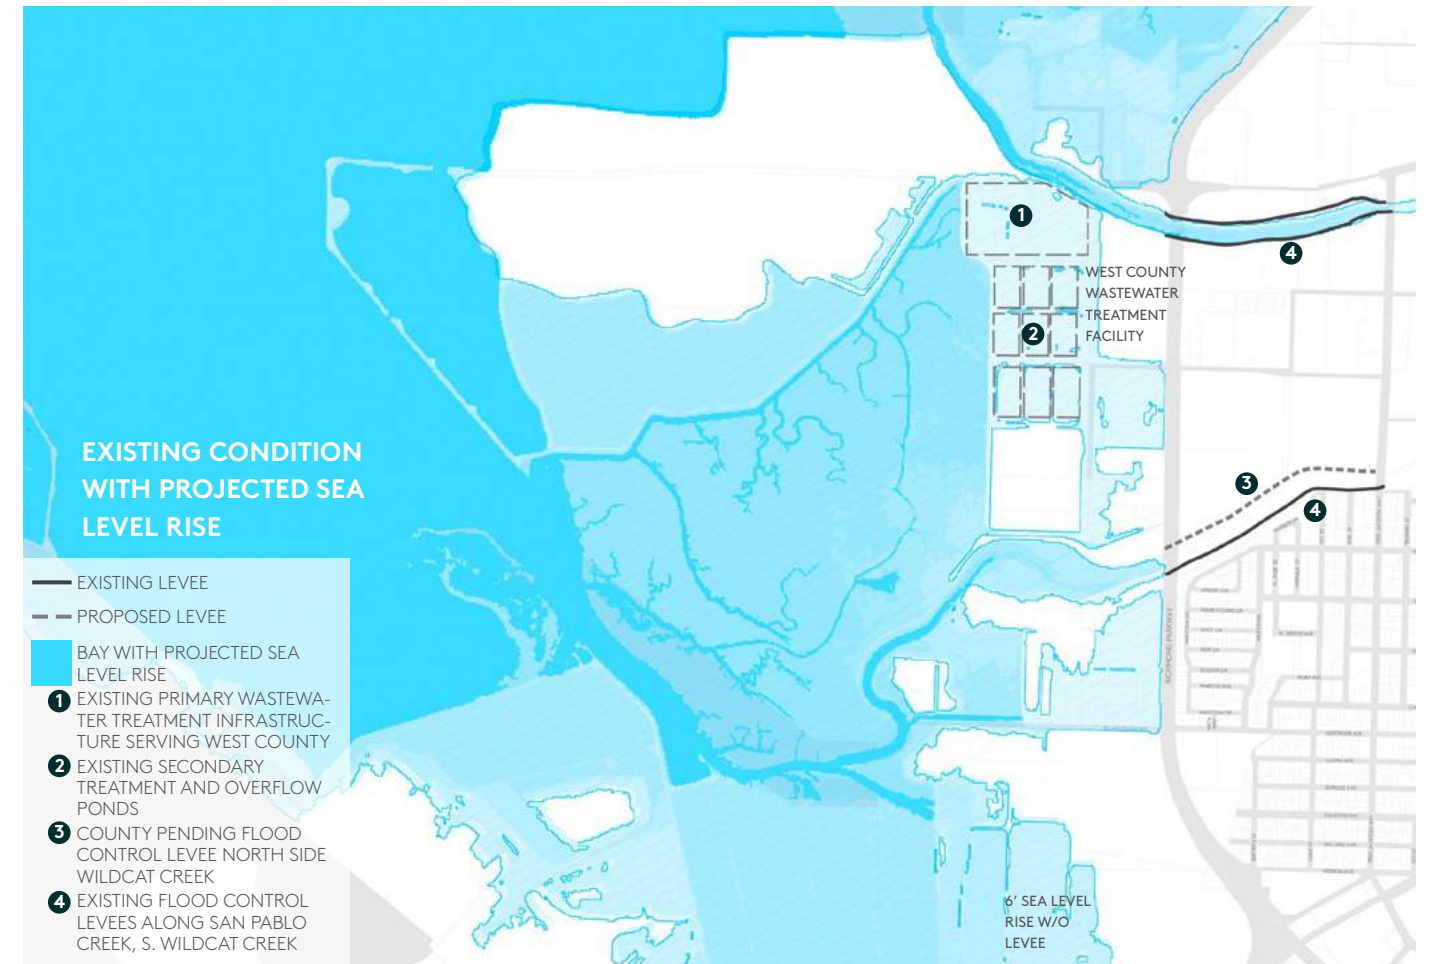 1
4
WEST COUNTY
WASTEWATER
TREATMENT
FACILITY
2
EXISTING CONDITION
WITH PROJECTED SEA
LEVEL RISE
3
4
EXISTING LEVEE
PROPOSED LEVEE
BAY WITH PROJECTED SEA
LEVEL RISE
1 EXISTING PRIMARY WASTEWA-
TER TREATMENT INFRASTRUC-
TURE SERVING WEST COUNTY
2 EXISTING SECONDARY
TREATMENT AND OVERFLOW
PONDS
3 COUNTY PENDING FLOOD
CONTROL LEVEE NORTH SIDE
WILDCAT CREEK
4 EXISTING FLOOD CONTROL
LEVEES ALONG SAN PABLO
CREEK, S. WILDCAT CREEK
RICHMOND PARKWAY
6' SEA LEVEL
RISE W/O
LEVEE